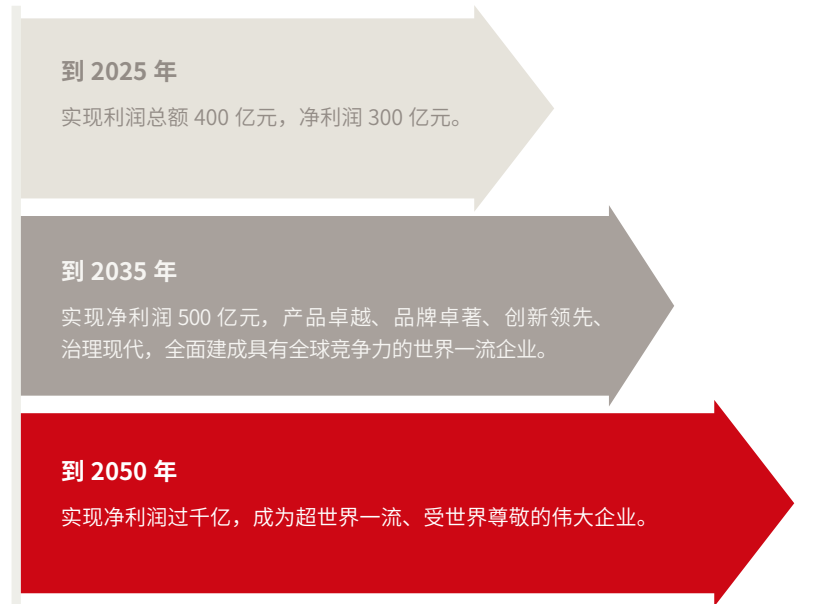 到 2025 年
实现利润总额 400 亿元，净利润 300 亿元。
到 2035 年
实现净利润 500 亿元，产品卓越、品牌卓著、创新领先、
治理现代，全面建成具有全球竞争力的世界一流企业。
到 2050 年
实现净利润过千亿，成为超世界一流、受世界尊敬的伟大企业。